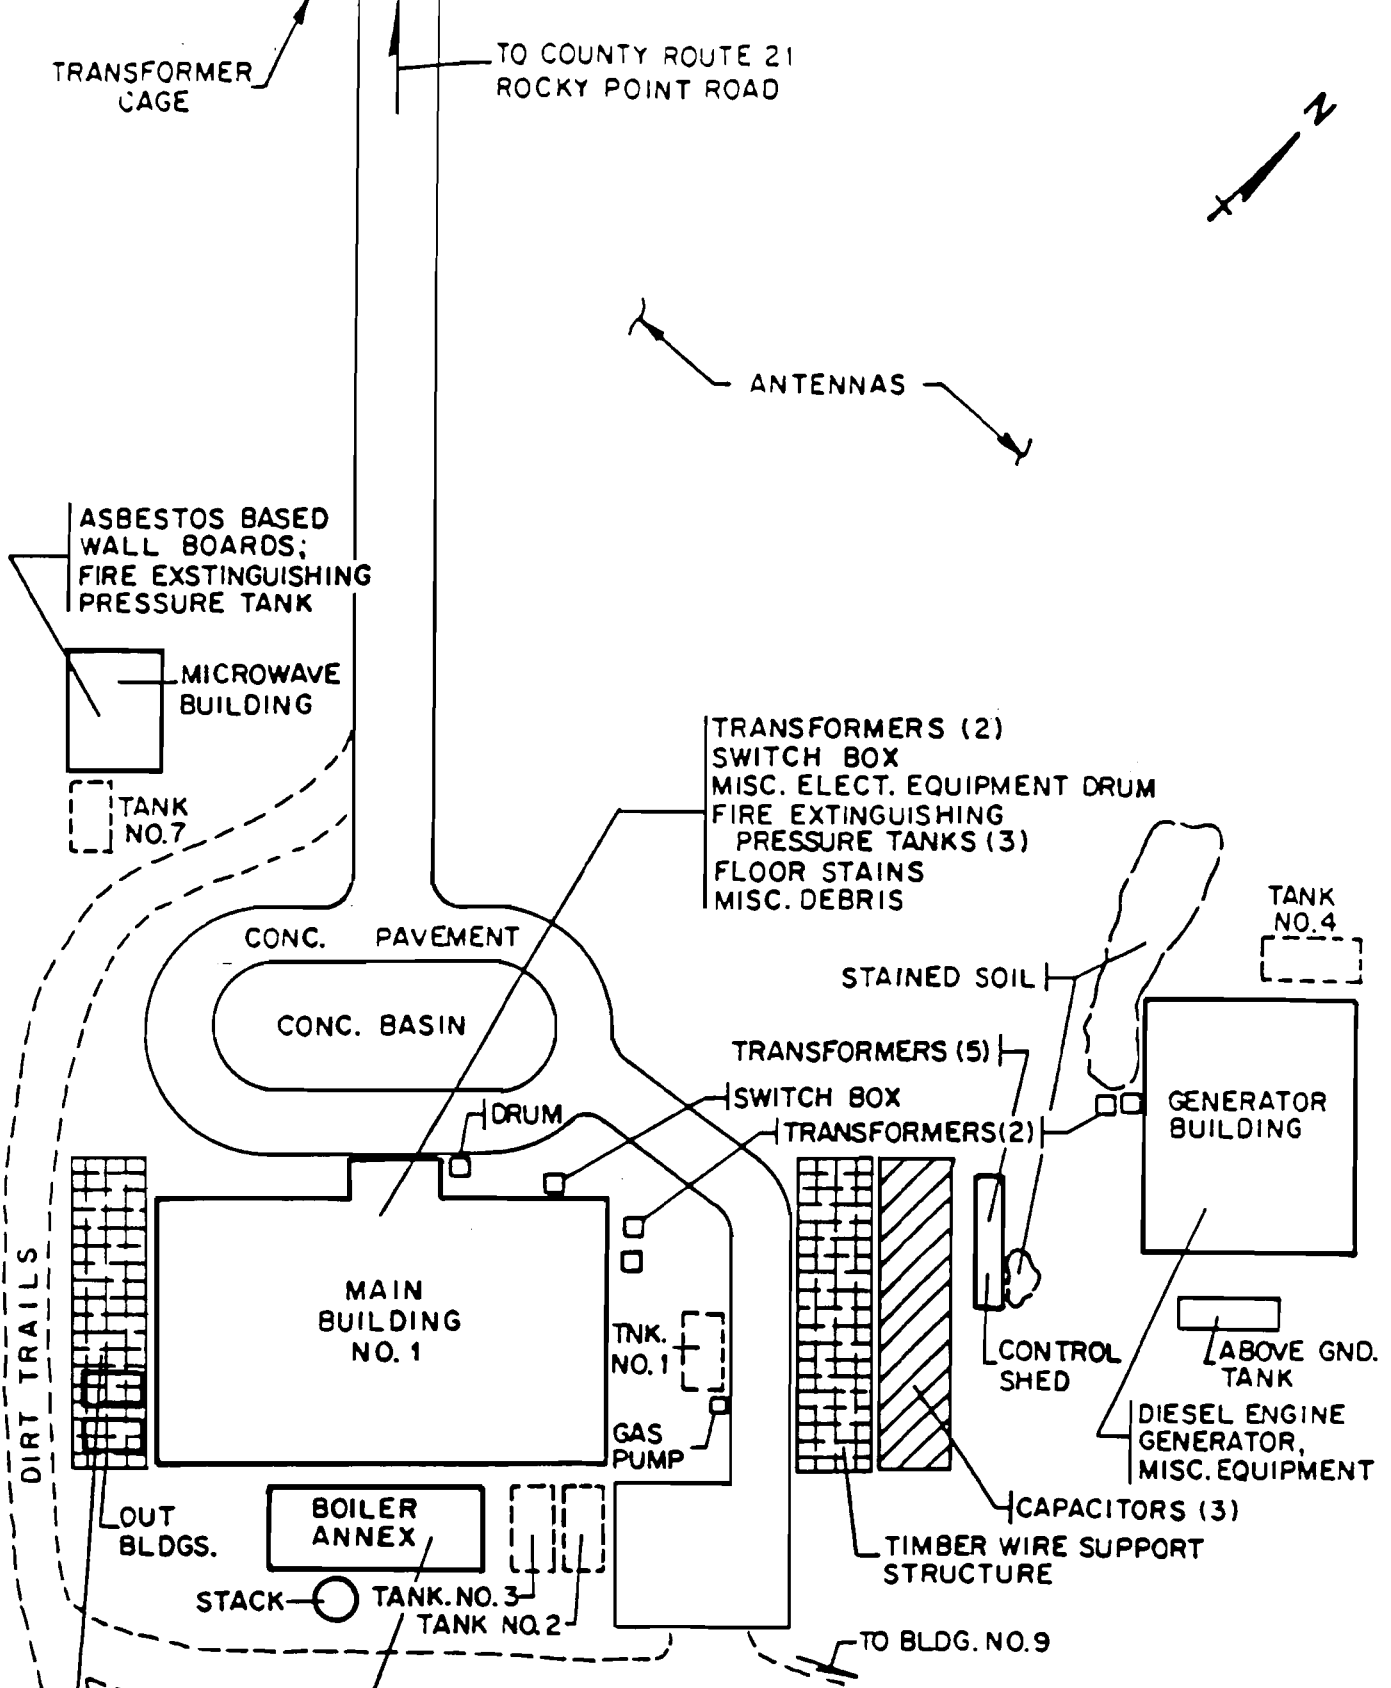 TRANSFORMER
CAGE
TO COUNTY ROUTE 21
ROCKY POINT ROAD
N
ANTENNAS
ASBESTOS BASED
WALL BOARDS;
FIRE EXSTINGUISHING
PRESSURE TANK
MICROWAVE
BUILDING
TANK
NO.7
TRANSFORMERS (2)
SWITCH BOX
MISC. ELECT. EQUIPMENT DRUM
FIRE EXTINGUISHING
PRESSURE TANKS (3)
FLOOR STAINS
MISC. DEBRIS
TANK
NO.4
CONC. PAVEMENT
STAINED SOIL
CONC. BASIN
TRANSFORMERS (5)
SWITCH BOX
DRUM
TRANSFORMERS (2)
GENERATOR
BUILDING
DIRT TRAILS
MAIN
BUILDING
NO. 1
TNK.
NO. 1
GAS
PUMP
CONTROL
SHED
ABOVE GND.
TANK
DIESEL ENGINE
GENERATOR,
MISC. EQUIPMENT
OUT
BLDGS.
BOILER
ANNEX
CAPACITORS (3)
TIMBER WIRE SUPPORT
STRUCTURE
STACK
TANK. NO. 3
TANK NO. 2
TO BLDG. NO. 9